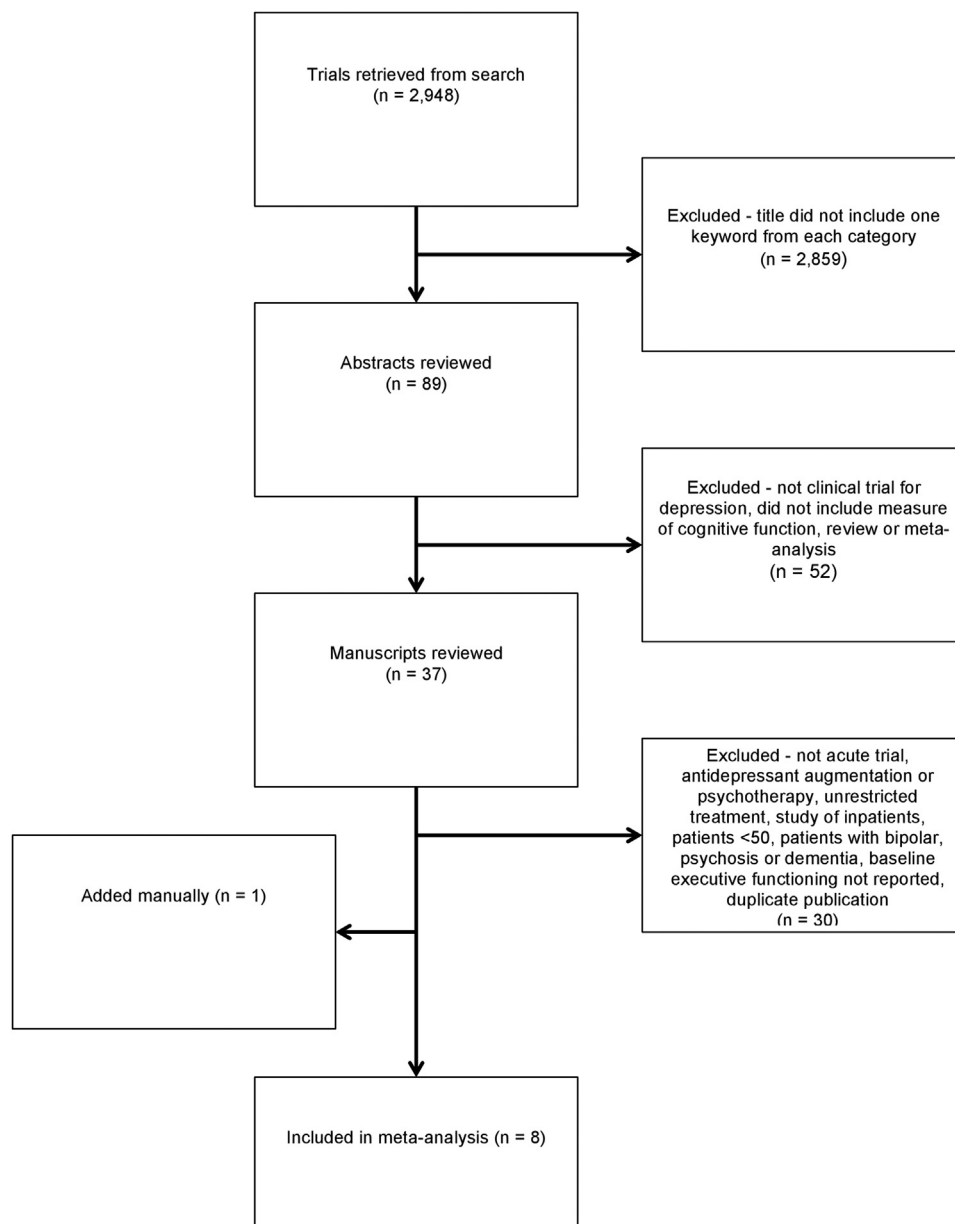 Trials retrieved from search
(n = 2,948)
Excluded - title did not include one
keyword from each category
(n = 2,859)
Abstracts reviewed
(n = 89)
Excluded - not clinical trial for
depression, did not include measure
of cognitive function, review or meta-
analysis
(n = 52)
Manuscripts reviewed
(n = 37)
Excluded - not acute trial,
antidepressant augmentation or
psychotherapy, unrestricted
treatment, study of inpatients,
patients <50, patients with bipolar,
psychosis or dementia, baseline
executive functioning not reported,
duplicate publication
(n = 30)
Added manually (n = 1)
Included in meta-analysis (n = 8)